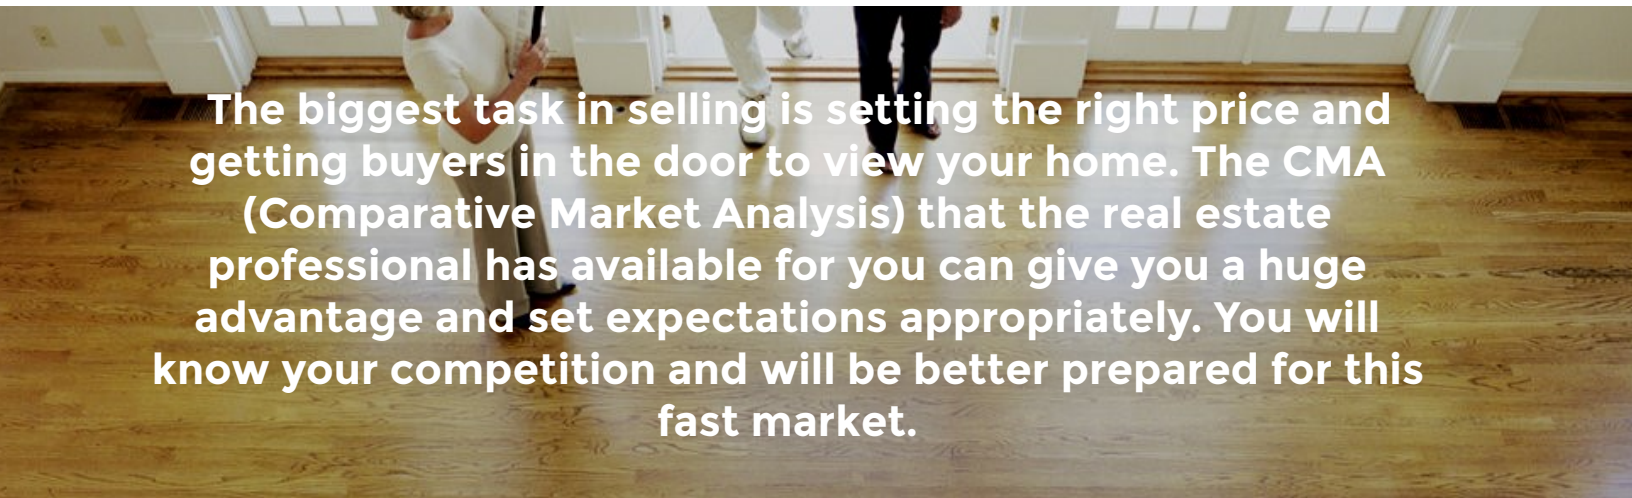 The biggest task in selling is setting the right price and
getting buyers in the door to view your home. The CMA
(Comparative Market Analysis) that the real estate
professional has available for you can give you a huge
advantage and set expectations appropriately. You will
know your competition and will be better prepared for this
fast market.